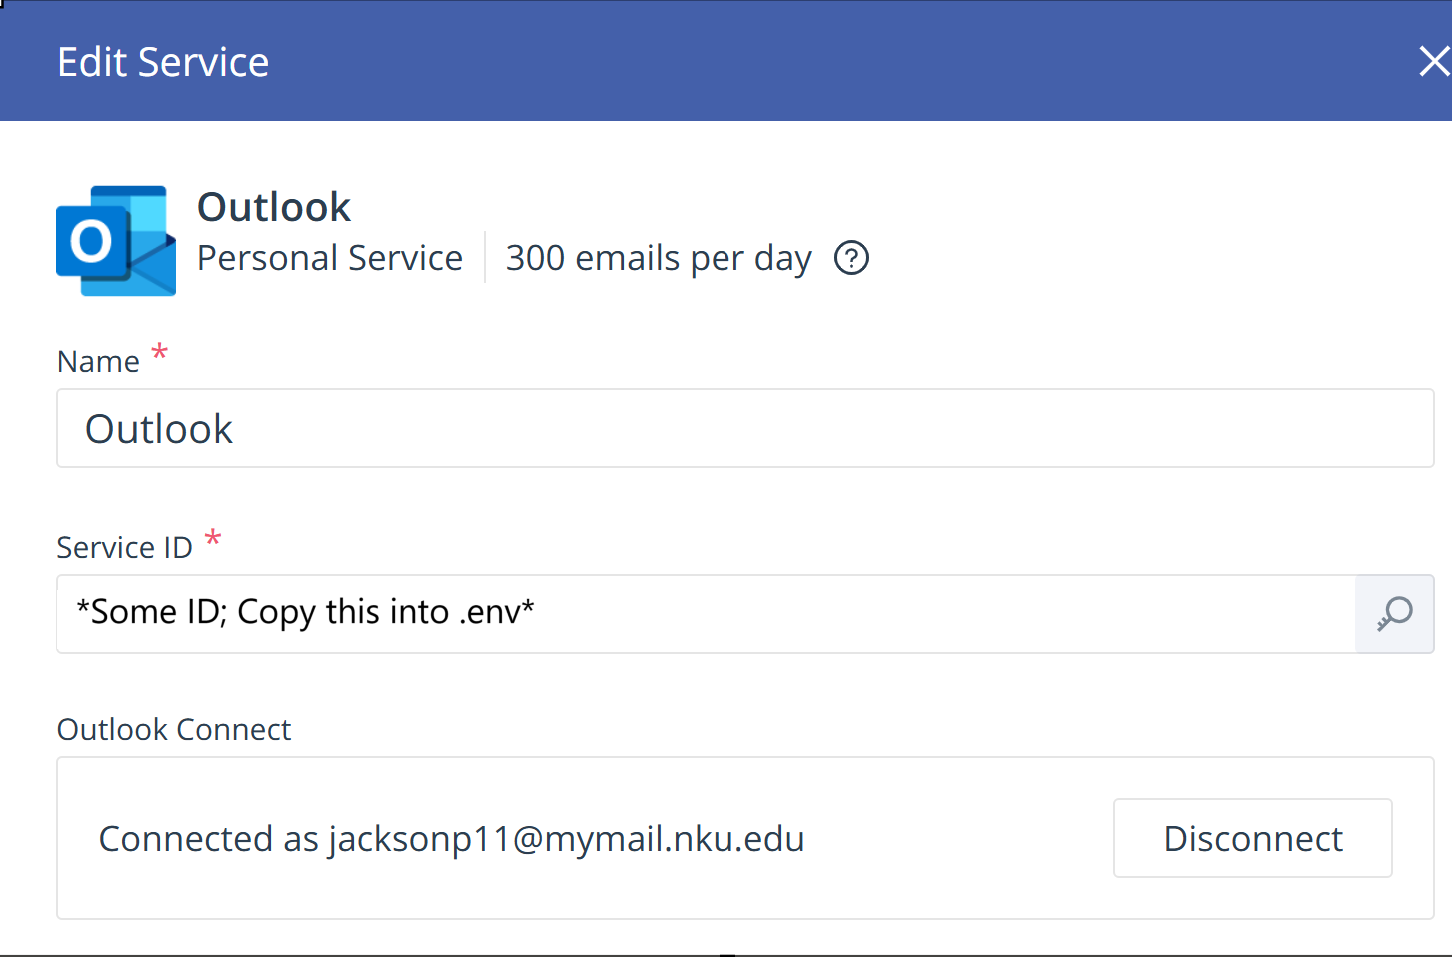 Edit Service
Outlook
Personal Service
300 emails per day
Name *
Outlook
Service ID *
*Some ID; Copy this into .env*
Outlook Connect
Connected as jacksonp11@mymail.nku.edu
Disconnect